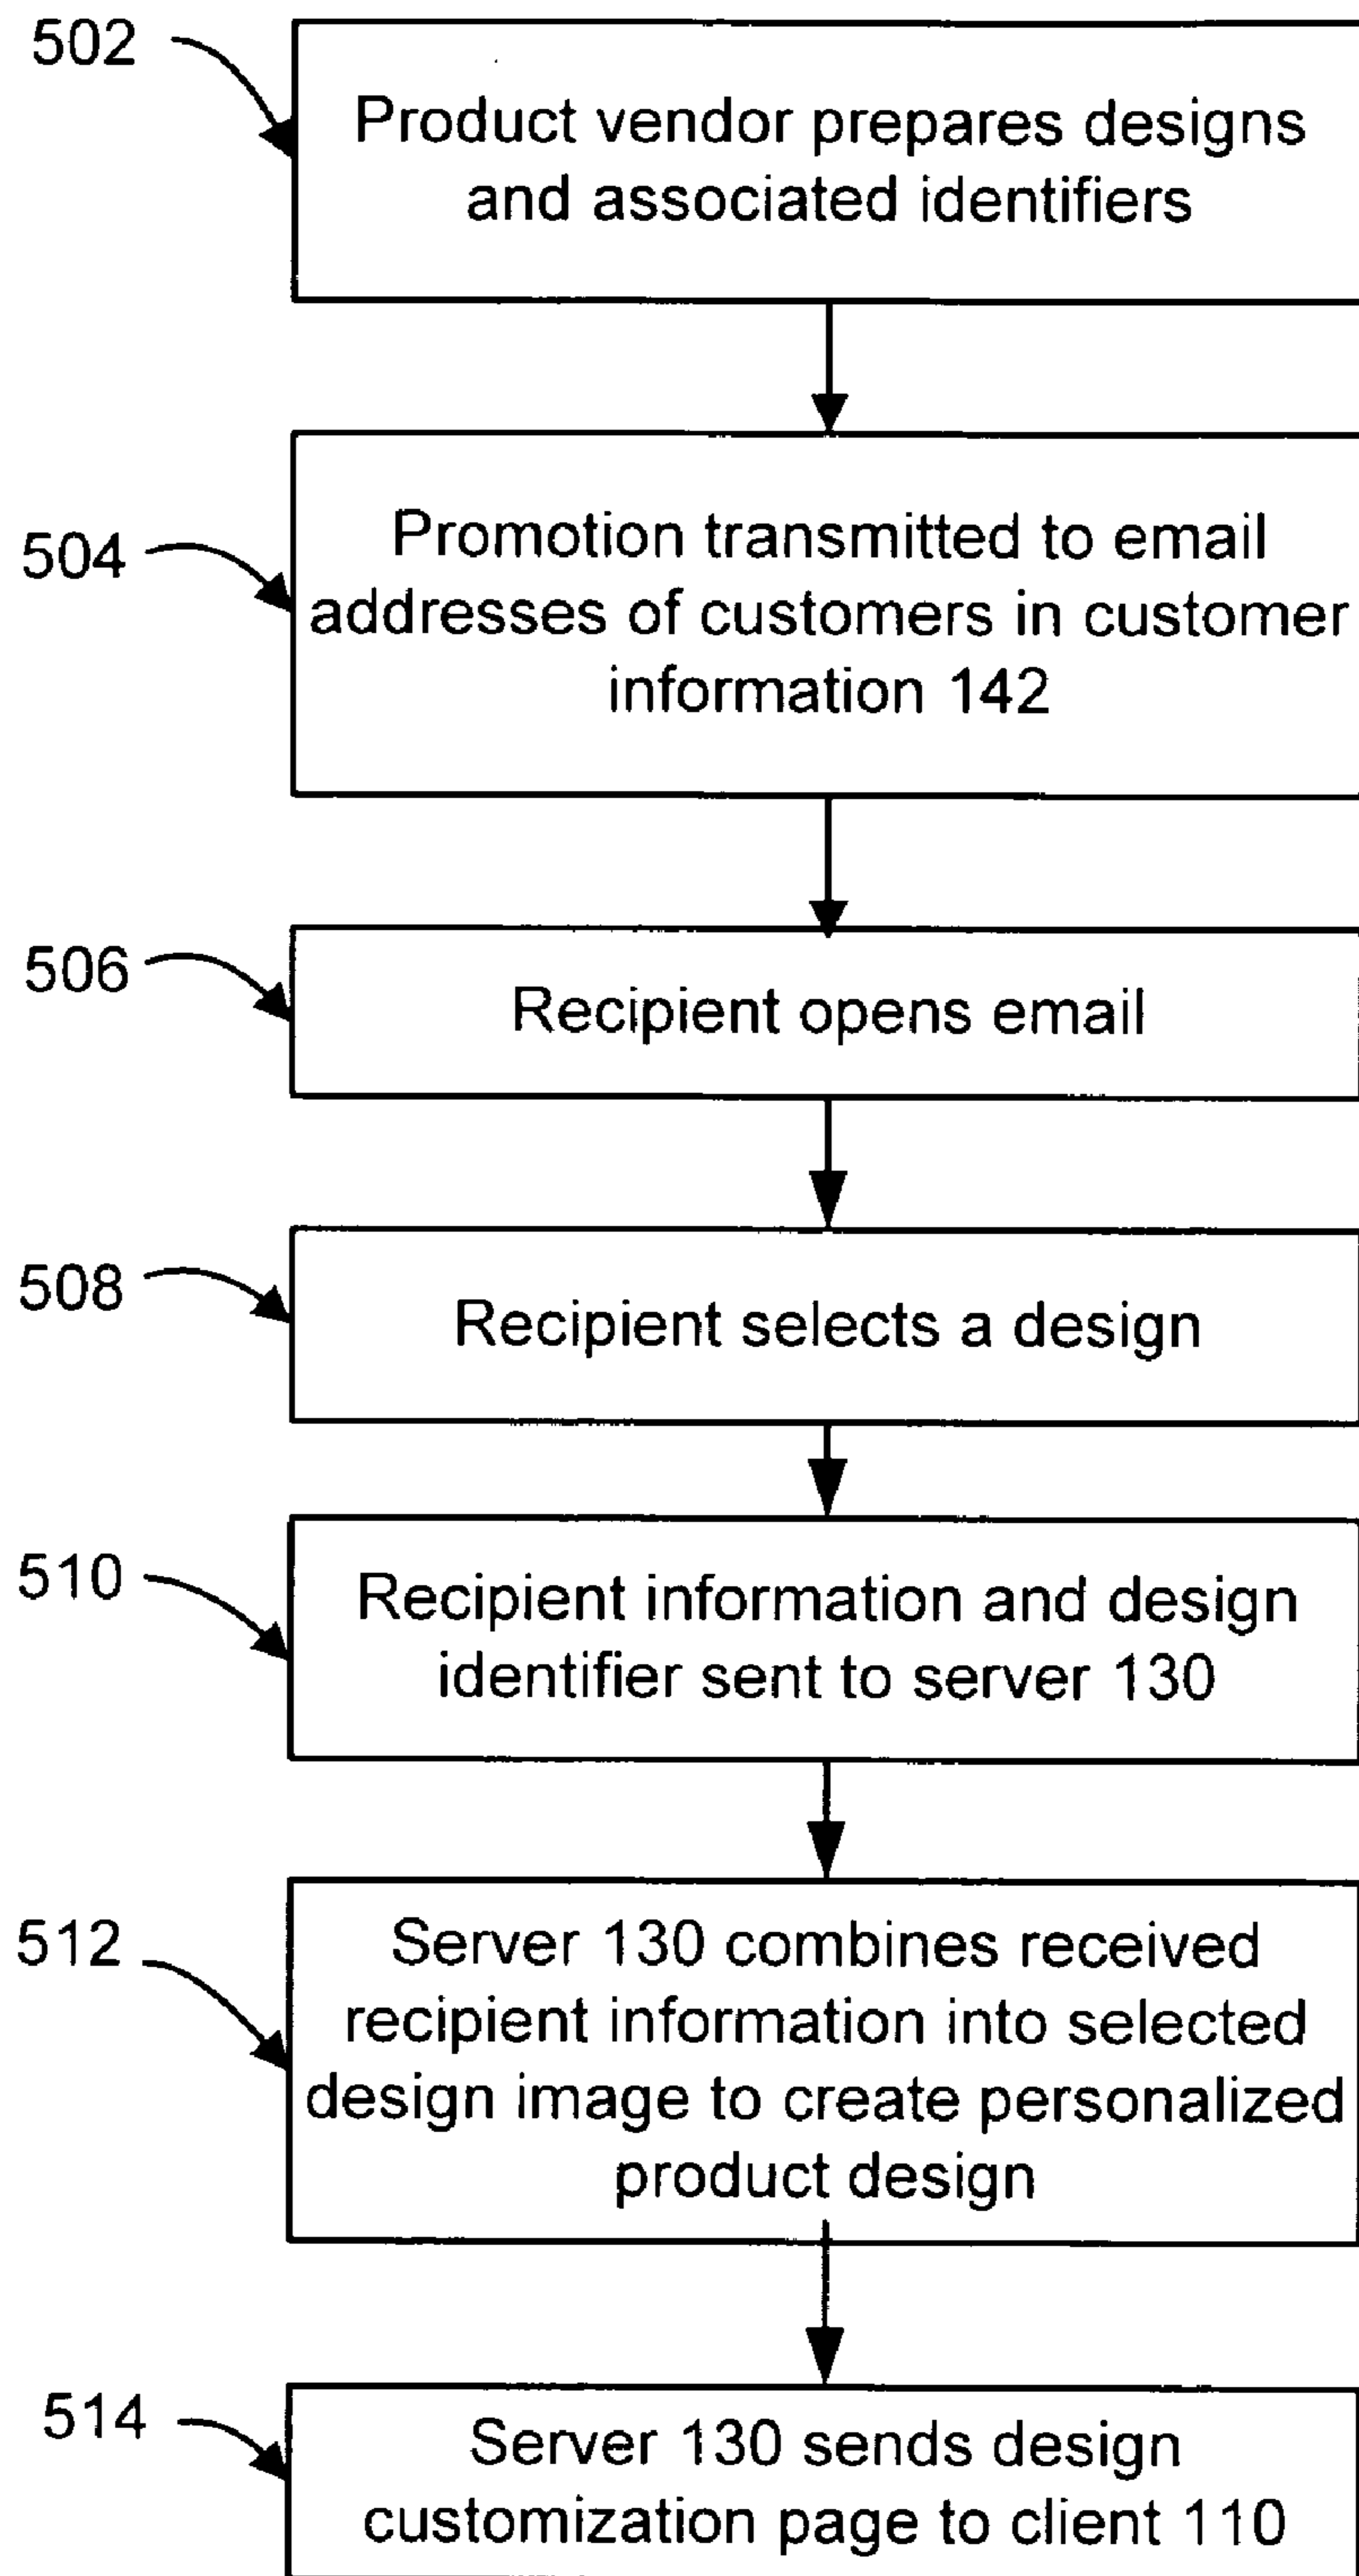 502
Product vendor prepares designs
and associated identifiers
504
Promotion transmitted to email
addresses of customers in customer
information 142
506
Recipient opens email
508
Recipient selects a design
510
Recipient information and design
identifier sent to server 130
512
Server 130 combines received
recipient information into selected
design image to create personalized
product design
514
Server 130 sends design
customization page to client 110